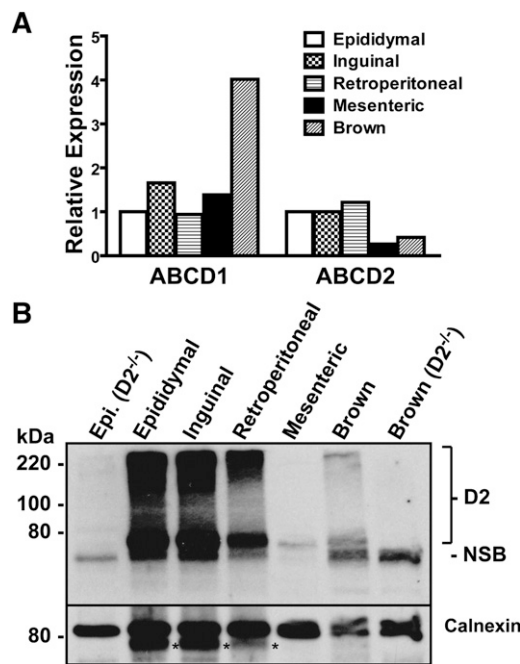 A
Relative Expression
5
4
3
2
1
0
Epididymal
Inguinal
Retroperitoneal
Mesenteric
Brown
ABCD1
ABCD2
B
Epi. (D2-/-)
Epididymal
Inguinal
Retroperitoneal
Mesenteric
Brown
Brown (D2-/-)
kDa
220 -
100 -
80 -
- D2
- NSB
80 -
* * *
Calnexin